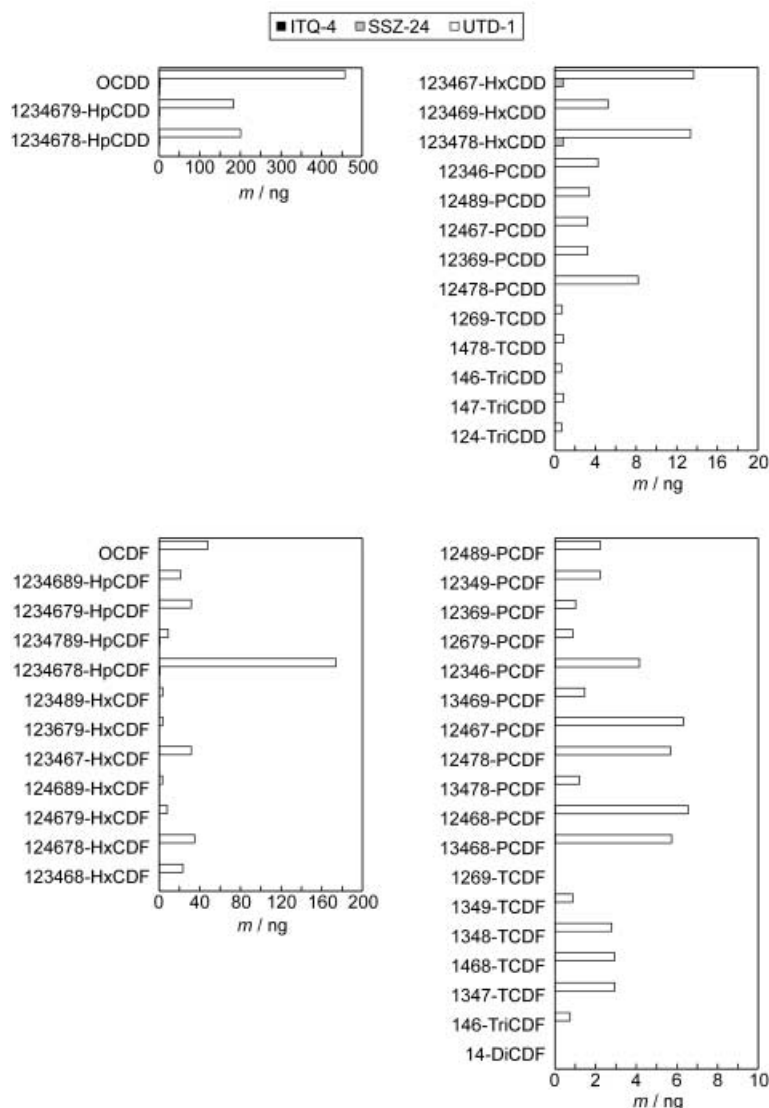 ITQ-4 SSZ-24 UTD-1
OCDD
1234679-HpCDD
1234678-HpCDD
0 100 200 300 400 500
m / ng
123467-HxCDD
123469-HxCDD
123478-HxCDD
12346-PCDD
12489-PCDD
12467-PCDD
12369-PCDD
12478-PCDD
1269-TCDD
1478-TCDD
146-TriCDD
147-TriCDD
124-TriCDD
0 4 8 12 16 20
m / ng
OCDF
1234689-HpCDF
1234679-HpCDF
1234789-HpCDF
1234678-HpCDF
123489-HxCDF
123679-HxCDF
123467-HxCDF
124689-HxCDF
124679-HxCDF
124678-HxCDF
123468-HxCDF
0 40 80 120 160 200
m / ng
12489-PCDF
12349-PCDF
12369-PCDF
12679-PCDF
12346-PCDF
13469-PCDF
12467-PCDF
12478-PCDF
13478-PCDF
12468-PCDF
13468-PCDF
1269-TCDF
1349-TCDF
1348-TCDF
1468-TCDF
1347-TCDF
146-TriCDF
14-DiCDF
0 2 4 6 8 10
m / ng